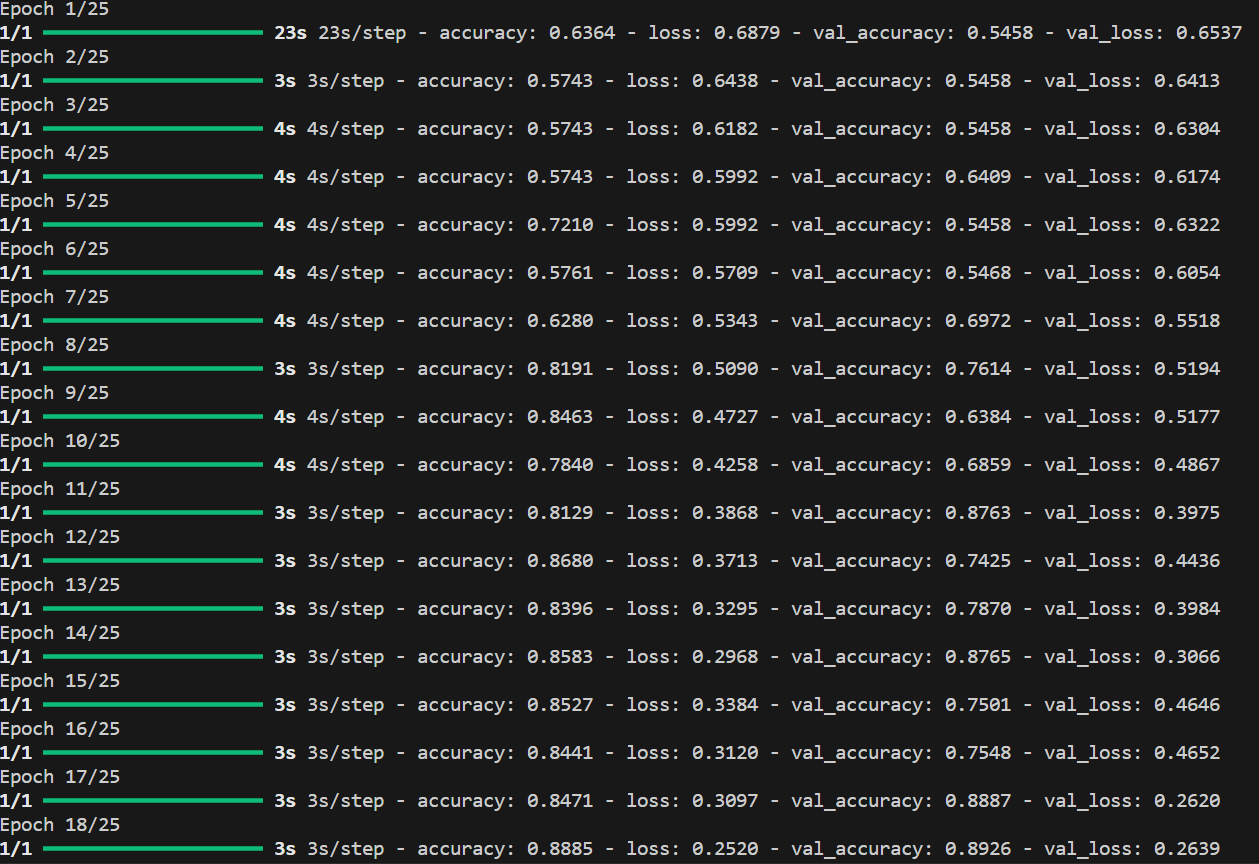 Epoch 1/25
1/1 23s 23s/step - accuracy: 0.6364 - loss: 0.6879 - val_accuracy: 0.5458 - val_loss: 0.6537
Epoch 2/25
1/1 3s 3s/step - accuracy: 0.5743 - loss: 0.6438 - val_accuracy: 0.5458 - val_loss: 0.6413
Epoch 3/25
1/1 4s 4s/step - accuracy: 0.5743 - loss: 0.6182 - val_accuracy: 0.5458 - val_loss: 0.6304
Epoch 4/25
1/1 4s 4s/step - accuracy: 0.5743 - loss: 0.5992 - val_accuracy: 0.6409 - val_loss: 0.6174
Epoch 5/25
1/1 4s 4s/step - accuracy: 0.7210 - loss: 0.5992 - val_accuracy: 0.5458 - val_loss: 0.6322
Epoch 6/25
1/1 4s 4s/step - accuracy: 0.5761 - loss: 0.5709 - val_accuracy: 0.5468 - val_loss: 0.6054
Epoch 7/25
1/1 4s 4s/step - accuracy: 0.6280 - loss: 0.5343 - val_accuracy: 0.6972 - val_loss: 0.5518
Epoch 8/25
1/1 3s 3s/step - accuracy: 0.8191 - loss: 0.5090 - val_accuracy: 0.7614 - val_loss: 0.5194
Epoch 9/25
1/1 4s 4s/step - accuracy: 0.8463 - loss: 0.4727 - val_accuracy: 0.6384 - val_loss: 0.5177
Epoch 10/25
1/1 4s 4s/step - accuracy: 0.7840 - loss: 0.4258 - val_accuracy: 0.6859 - val_loss: 0.4867
Epoch 11/25
1/1 3s 3s/step - accuracy: 0.8129 - loss: 0.3868 - val_accuracy: 0.8763 - val_loss: 0.3975
Epoch 12/25
1/1 3s 3s/step - accuracy: 0.8680 - loss: 0.3713 - val_accuracy: 0.7425 - val_loss: 0.4436
Epoch 13/25
1/1 3s 3s/step - accuracy: 0.8396 - loss: 0.3295 - val_accuracy: 0.7870 - val_loss: 0.3984
Epoch 14/25
1/1 3s 3s/step - accuracy: 0.8583 - loss: 0.2968 - val_accuracy: 0.8765 - val_loss: 0.3066
Epoch 15/25
1/1 3s 3s/step - accuracy: 0.8527 - loss: 0.3384 - val_accuracy: 0.7501 - val_loss: 0.4646
Epoch 16/25
1/1 3s 3s/step - accuracy: 0.8441 - loss: 0.3120 - val_accuracy: 0.7548 - val_loss: 0.4652
Epoch 17/25
1/1 3s 3s/step - accuracy: 0.8471 - loss: 0.3097 - val_accuracy: 0.8887 - val_loss: 0.2620
Epoch 18/25
1/1 3s 3s/step - accuracy: 0.8885 - loss: 0.2520 - val_accuracy: 0.8926 - val_loss: 0.2639